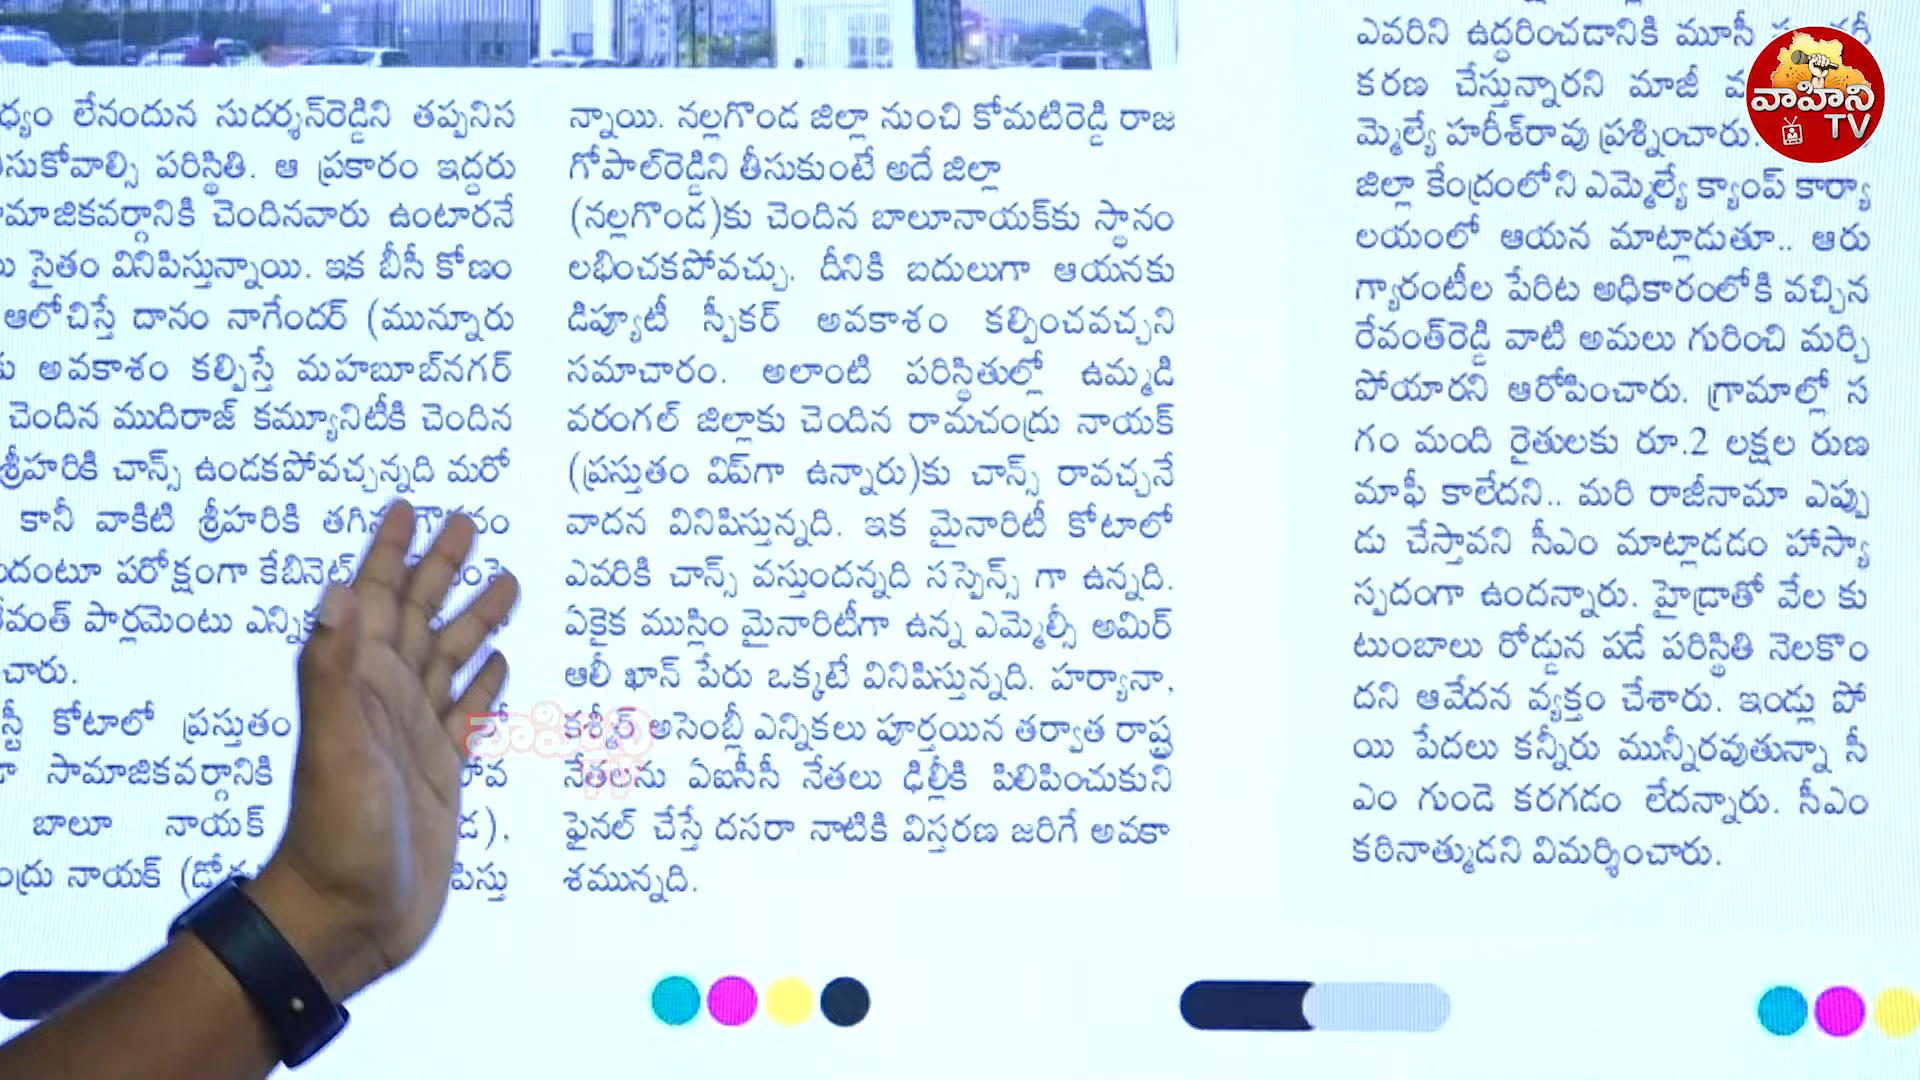 ధ్యం లేనందున సుదర్శన్‌రెడ్డిని తప్పనిస
సుకోవాల్సి పరిస్థితి. ఆ ప్రకారం ఇద్దరు
మాజికవర్గానికి చెందినవారు ఉంటారనే
సైతం వినిపిస్తున్నాయి. ఇక బీసీ కోణం
ఆలోచిస్తే దానం నాగేందర్ (మున్నూరు
కు అవకాశం కల్పిస్తే మహబూబ్‌నగర్
చెందిన ముదిరాజ్ కమ్యూనిటీకి చెందిన
శ్రీహరికి చాన్స్ ఉండకపోవచ్చన్నది మరో
కానీ వాకిటి శ్రీహరికి
దంటూ పరోక్షంగా కేబినెట్
వంత్ పార్లమెంటు
చారు.
స్టీ కోటాలో ప్రస్తుతం
సామాజికవర్గానికి
బాలూ నాయక్
ంద్రు నాయక్ పిస్తు
న్నాయి. నల్లగొండ జిల్లా నుంచి కోమటిరెడ్డి రాజ
గోపాల్‌రెడ్డిని తీసుకుంటే అదే జిల్లా
(నల్లగొండ)కు చెందిన బాలూనాయక్‌కు స్థానం
లభించకపోవచ్చు. దీనికి బదులుగా ఆయనకు
డిప్యూటీ స్పీకర్ అవకాశం కల్పించవచ్చని
సమాచారం. అలాంటి పరిస్థితుల్లో ఉమ్మడి
వరంగల్ జిల్లాకు చెందిన రామచంద్రు నాయక్
(ప్రస్తుతం విప్‌గా ఉన్నారు)కు చాన్స్ రావచ్చనే
వాదన వినిపిస్తున్నది. ఇక మైనారిటీ కోటాలో
ఎవరికి చాన్స్ వస్తుందన్నది సస్పెన్స్ గా ఉన్నది.
ఏకైక ముస్లిం మైనారిటీగా ఉన్న ఎమ్మెల్సీ అమిర్
ఆలీ ఖాన్ పేరు ఒక్కటే వినిపిస్తున్నది. హర్యానా,
కశ్మీర్ అసెంబ్లీ ఎన్నికలు పూర్తయిన తర్వాత రాష్ట్ర
నేతలను ఏఐసీసీ నేతలు ఢిల్లీకి పిలిపించుకుని
ఫైనల్ చేస్తే దసరా నాటికి విస్తరణ జరిగే అవకా
శమున్నది.
ఎవరిని ఉద్ధరించడానికి మూసీ
కరణ చేస్తున్నారని మాజీ
మ్మెల్యే హరీశ్‌రావు ప్రశ్నించారు.
జిల్లా కేంద్రంలోని ఎమ్మెల్యే క్యాంప్ కార్యా
లయంలో ఆయన మాట్లాడుతూ.. ఆరు
గ్యారంటీల పేరిట అధికారంలోకి వచ్చిన
రేవంత్‌రెడ్డి వాటి అమలు గురించి మర్చి
పోయారని ఆరోపించారు. గ్రామాల్లో స
గం మంది రైతులకు రూ.2 లక్షల రుణ
మాఫీ కాలేదని.. మరి రాజీనామా ఎప్పు
డు చేస్తావని సీఎం మాట్లాడడం హాస్యా
స్పదంగా ఉందన్నారు. హైడ్రాతో వేల కు
టుంబాలు రోడ్డున పడే పరిస్థితి నెలకొం
దని ఆవేదన వ్యక్తం చేశారు. ఇండ్లు పో
యి పేదలు కన్నీరు మున్నీరవుతున్నా సీ
ఎం గుండె కరగడం లేదన్నారు. సీఎం
కఠినాత్ముడని విమర్శించారు.
వాహిని
TV
వాహిని
TV